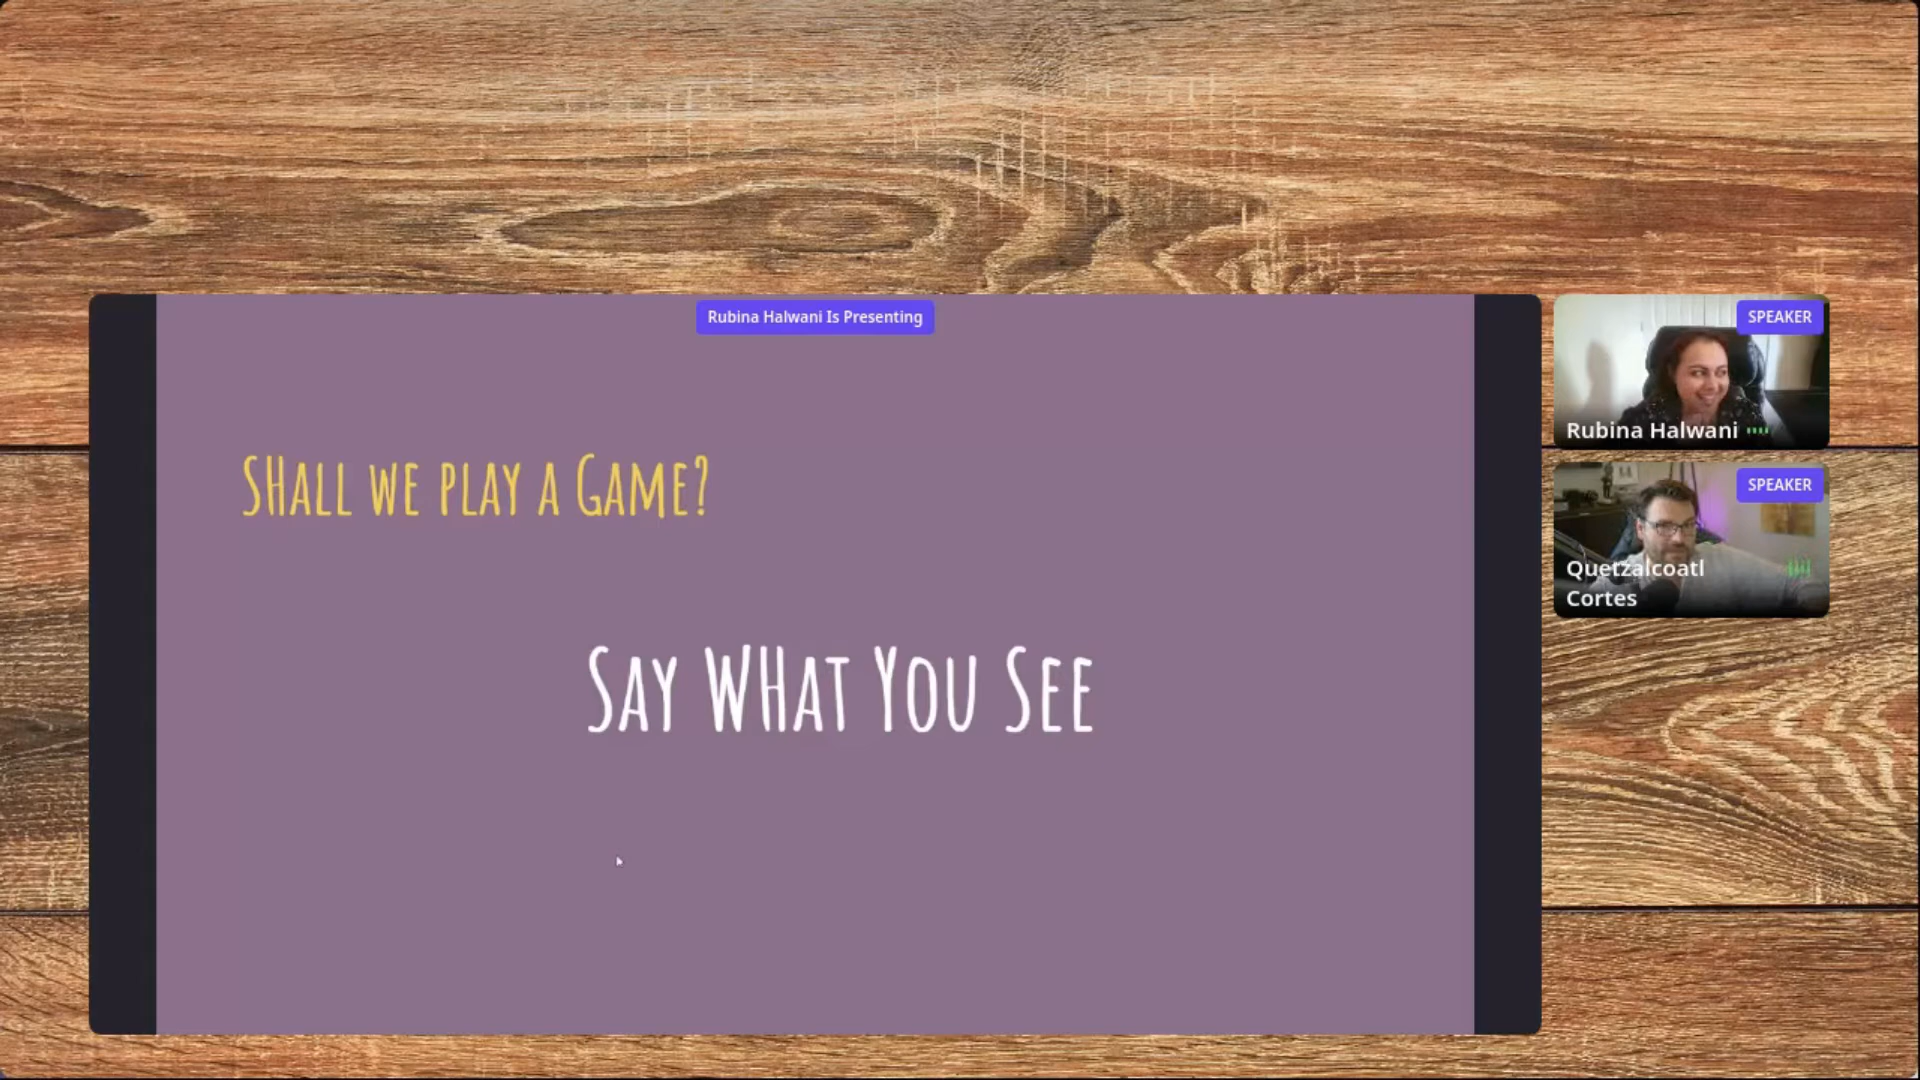 Rubina Halwani Is Presenting
SHall we play a Game?
Say WHat You See
SPEAKER
Rubina Halwani
SPEAKER
Quetzalcoatl
Cortes